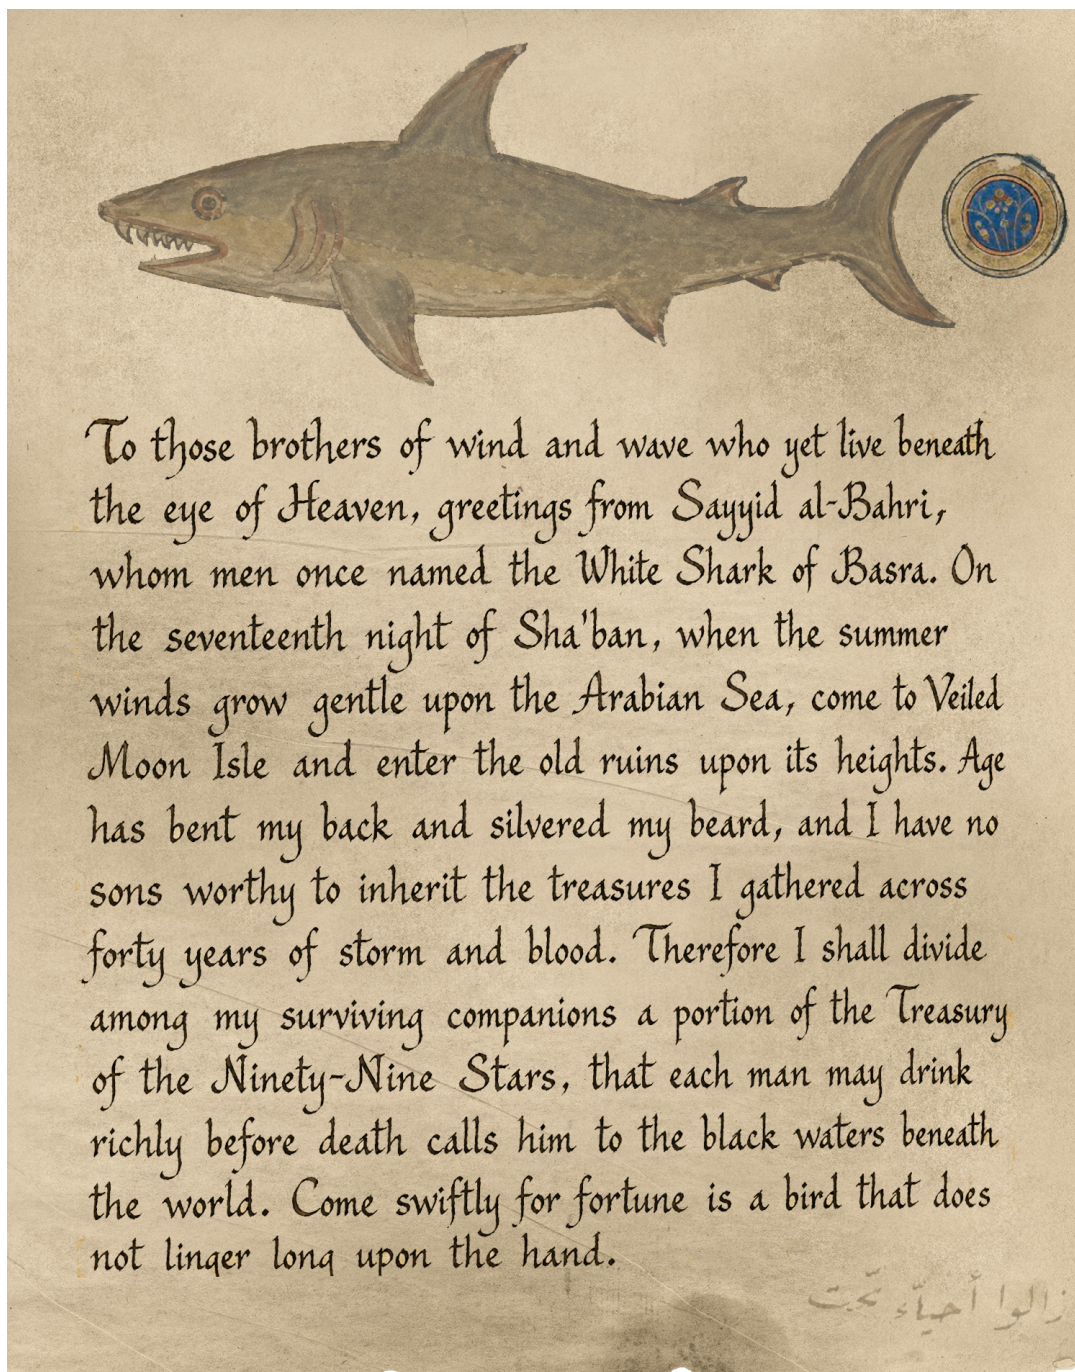 To those brothers of wind and wave who yet live beneath
the eye of Heaven, greetings from Sayyid al-Bahri,
whom men once named the White Shark of Basra. On
the seventeenth night of Sha'ban, when the summer
winds grow gentle upon the Arabian Sea, come to Veiled
Moon Isle and enter the old ruins upon its heights. Age
has bent my back and silvered my beard, and I have no
sons worthy to inherit the treasures I gathered across
forty years of storm and blood. Therefore I shall divide
among my surviving companions a portion of the Treasury
of the Ninety-Nine Stars, that each man may drink
richly before death calls him to the black waters beneath
the world. Come swiftly for fortune is a bird that does
not linger long upon the hand.
زالوا أحياء تحت